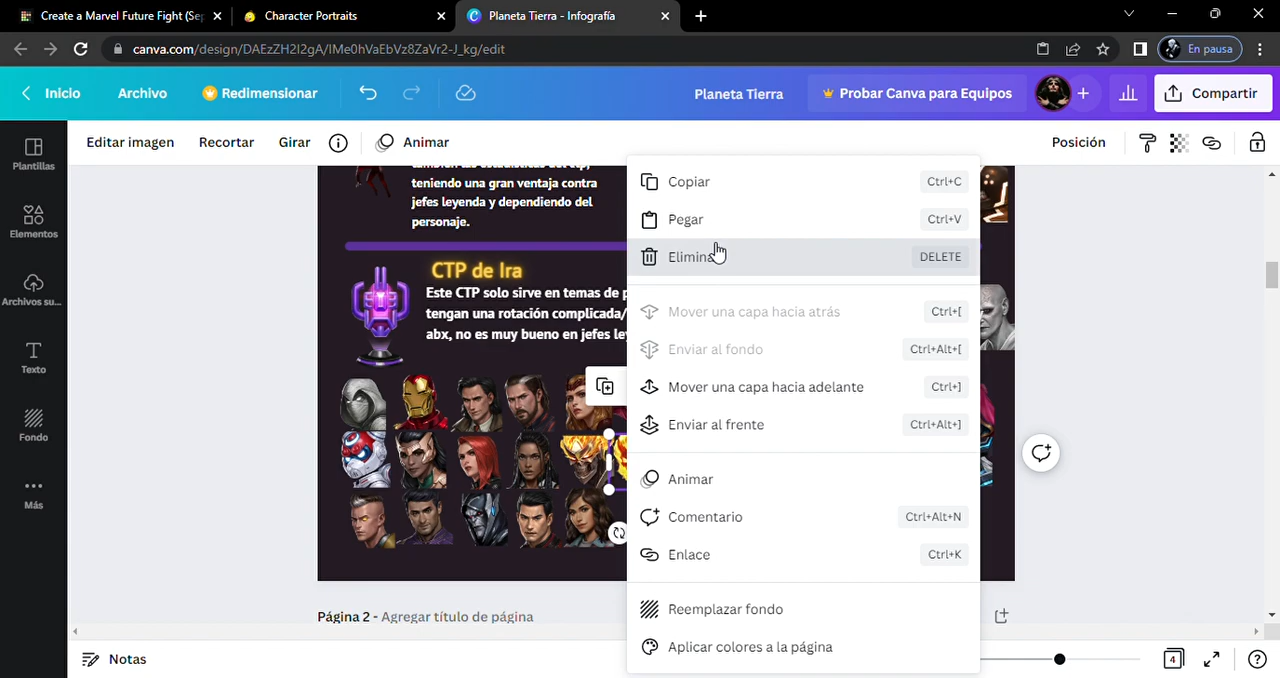 Create a Marvel Future Fight (Sep
Character Portraits
Planeta Tierra - Infografía
canva.com/design/DAEzZH2I2gA/IMe0hVaEbVz8ZaVr2-J_kg/edit
En pausa
Inicio
Archivo
Redimensionar
Planeta Tierra
Probar Canva para Equipos
Compartir
Editar imagen
Recortar
Girar
Animar
Posición
Plantillas
Elementos
Archivos su...
Texto
Fondo
Más
teniendo una gran ventaja contra
jefes leyenda y dependiendo del
personaje.
CTP de Ira
Este CTP solo sirve en temas de p
tengan una rotación complicada/
abx, no es muy bueno en jefes ley
Copiar Ctrl+C
Pegar Ctrl+V
Elimina DELETE
Mover una capa hacia atrás Ctrl+[
Enviar al fondo Ctrl+Alt+[
Mover una capa hacia adelante Ctrl+]
Enviar al frente Ctrl+Alt+]
Animar
Comentario Ctrl+Alt+N
Enlace Ctrl+K
Reemplazar fondo
Aplicar colores a la página
Página 2 - Agregar título de página
Notas
4